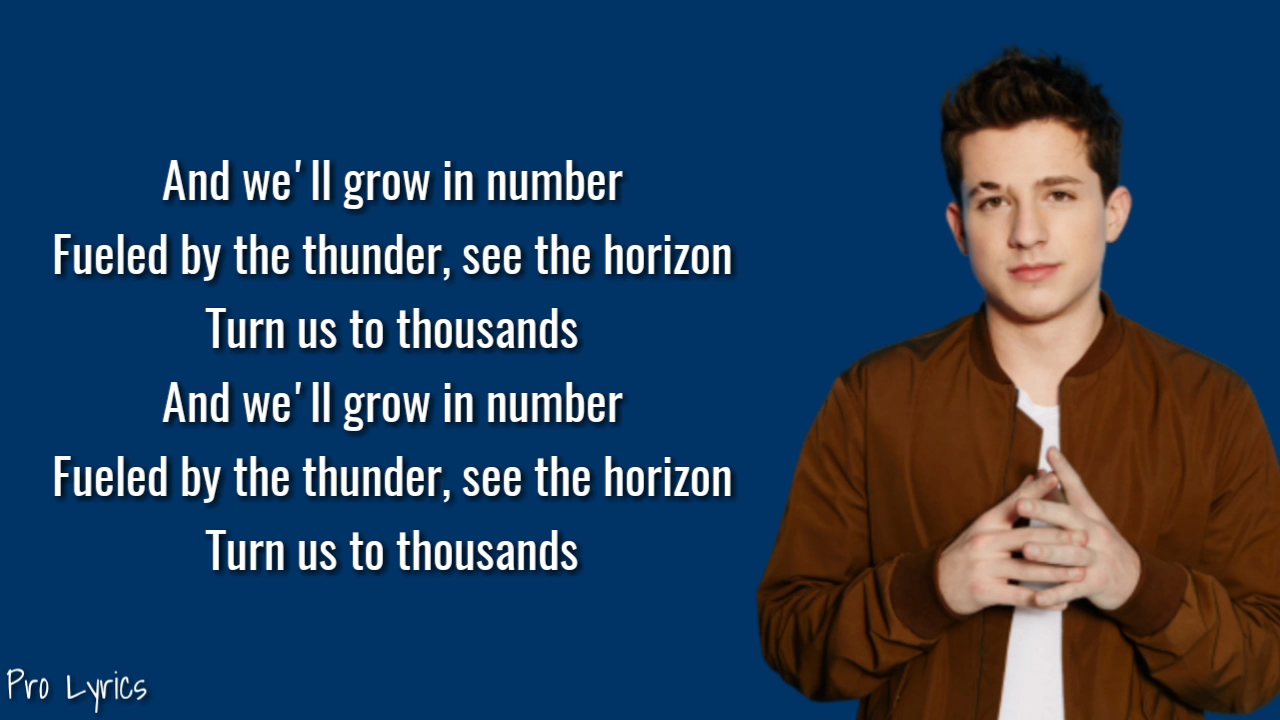 And we'll grow in number
Fueled by the thunder, see the horizon
Turn us to thousands
And we'll grow in number
Fueled by the thunder, see the horizon
Turn us to thousands
Pro Lyrics